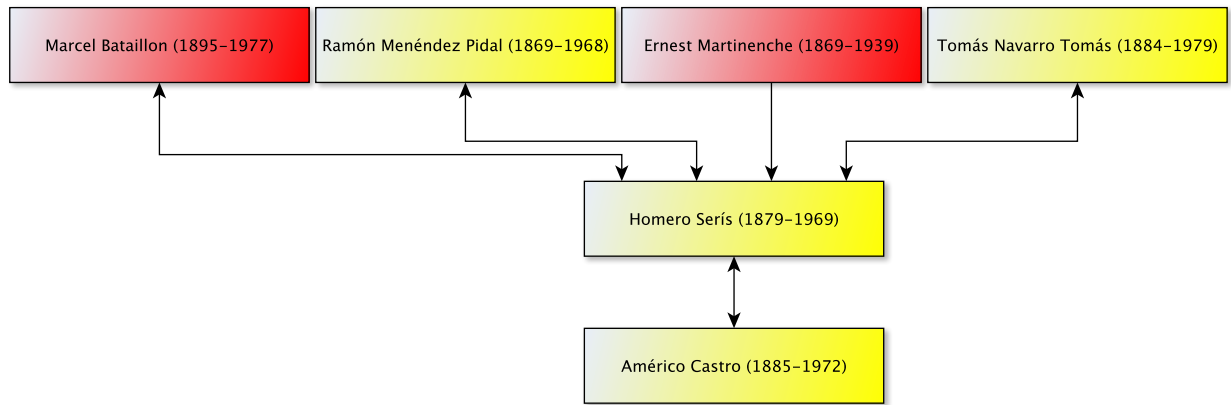 Marcel Bataillon (1895-1977)
Ramón Menéndez Pidal (1869-1968)
Ernest Martinenche (1869-1939)
Tomás Navarro Tomás (1884-1979)
Homero Serís (1879-1969)
Américo Castro (1885-1972)